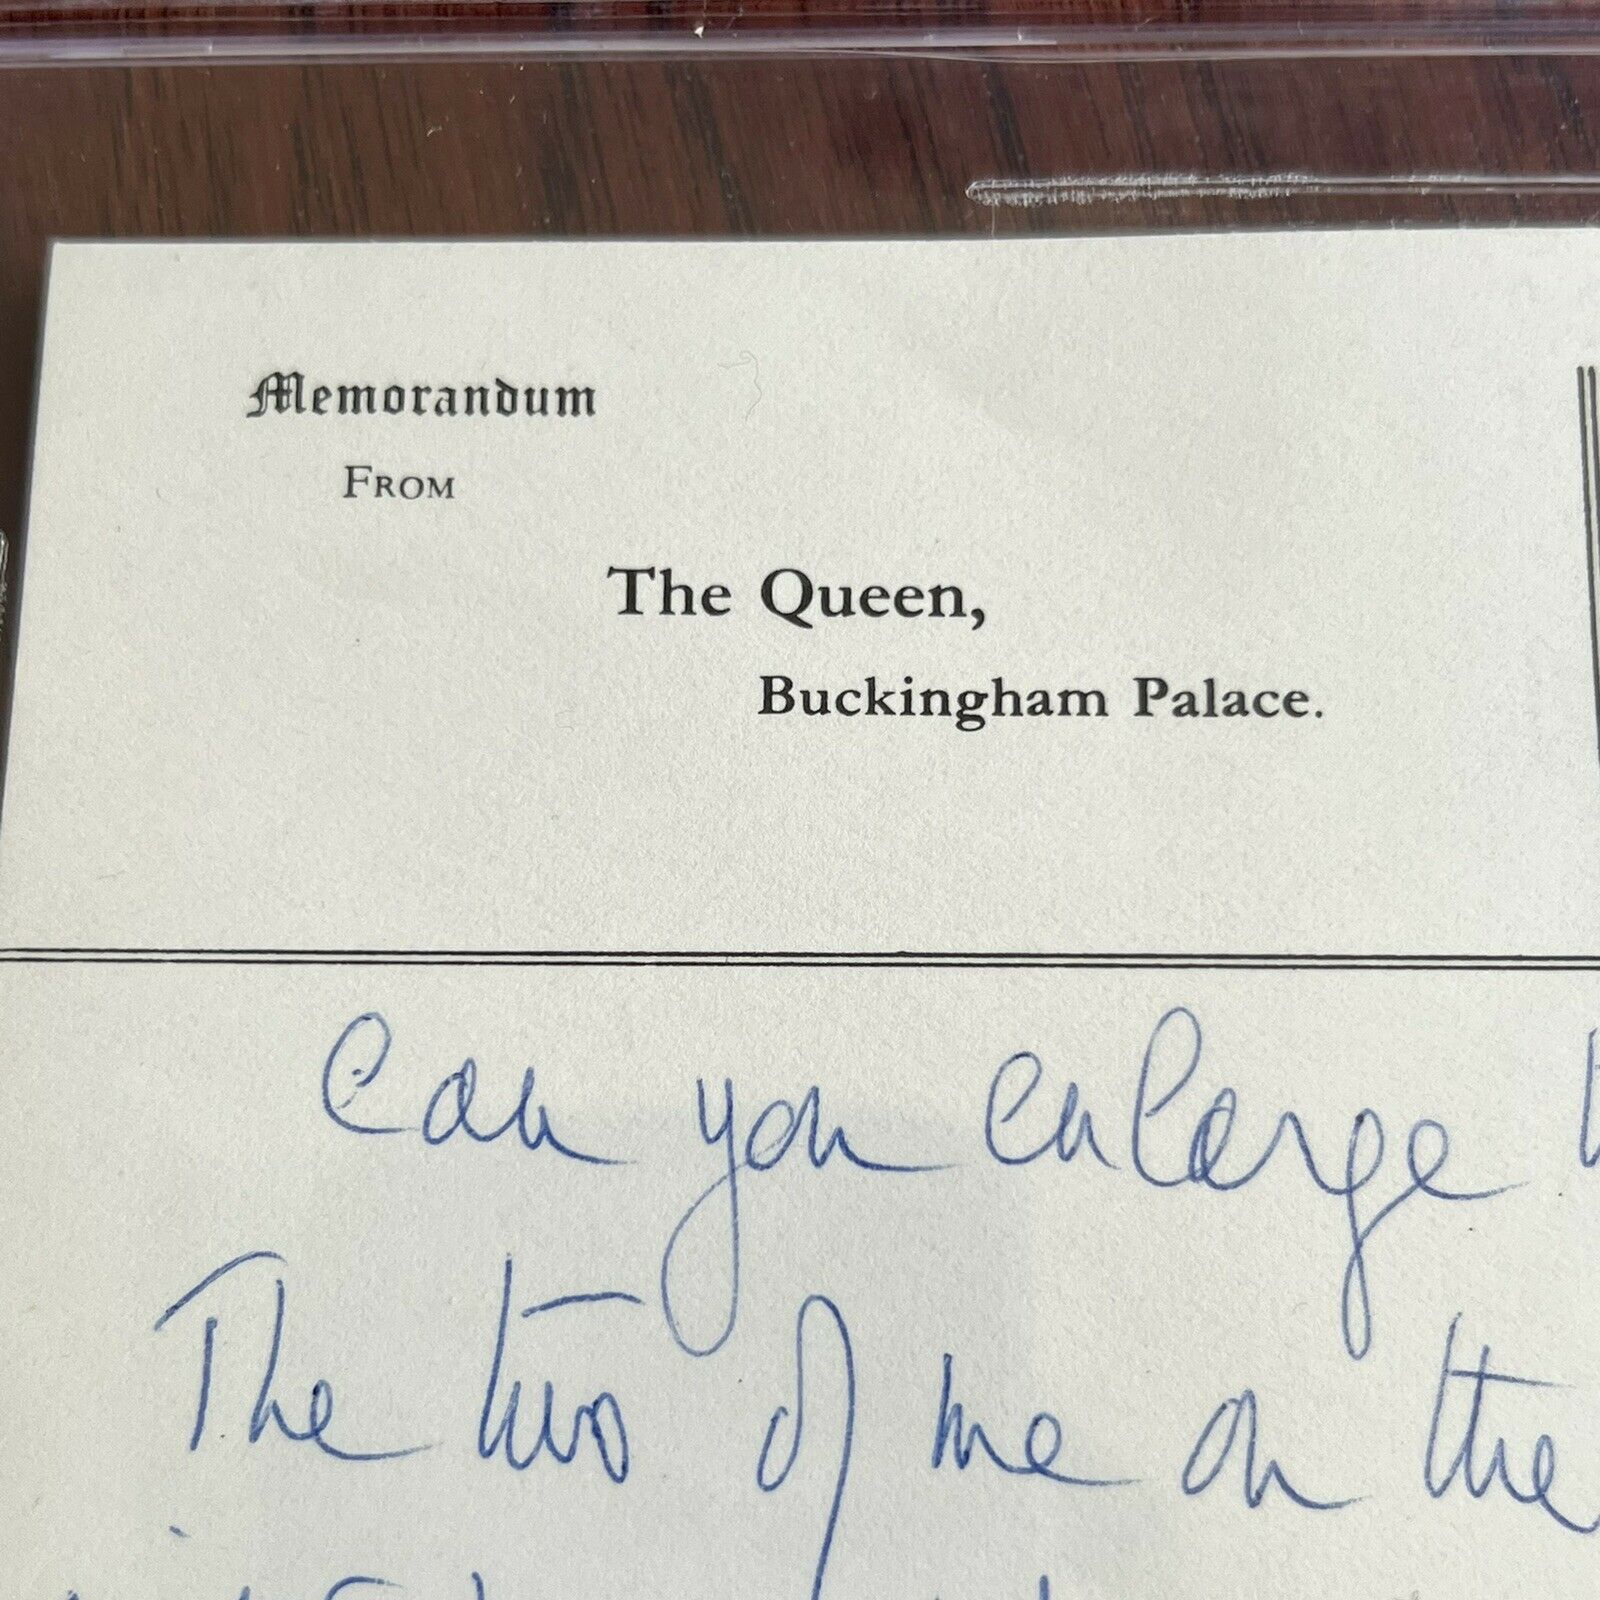 Memorandum
FROM
The Queen,
Buckingham Palace.
Can you enlarge
The two of me on the